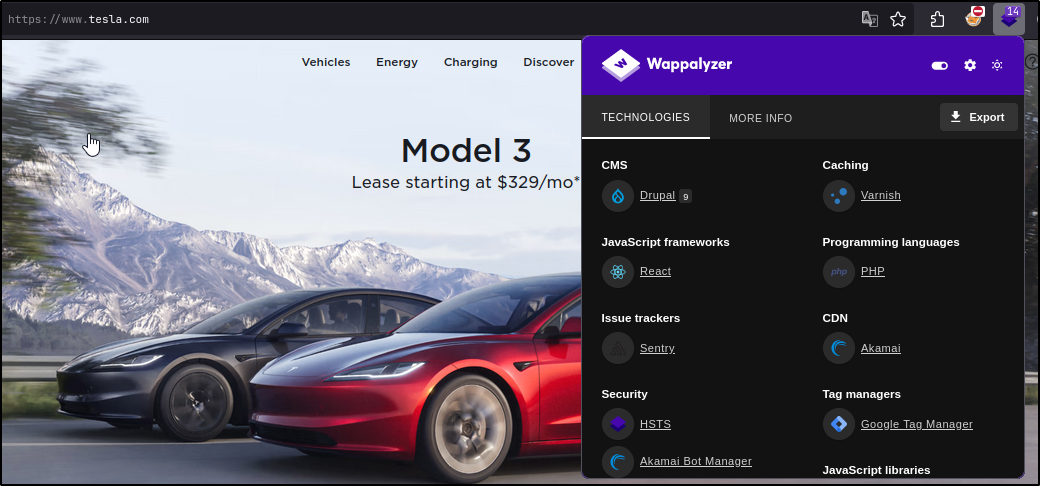 https://www.tesla.com
14
Vehicles Energy Charging Discover
Model 3
Lease starting at $329/mo*
Wappalyzer
TECHNOLOGIES MORE INFO Export
CMS Caching
Drupal 9 Varnish
JavaScript frameworks Programming languages
React php PHP
Issue trackers CDN
Sentry Akamai
Security Tag managers
HSTS Google Tag Manager
Akamai Bot Manager
JavaScript libraries